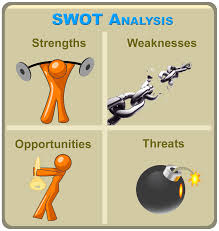 SWOT ANALYSIS
Strengths
Weaknesses
Opportunities
Threats